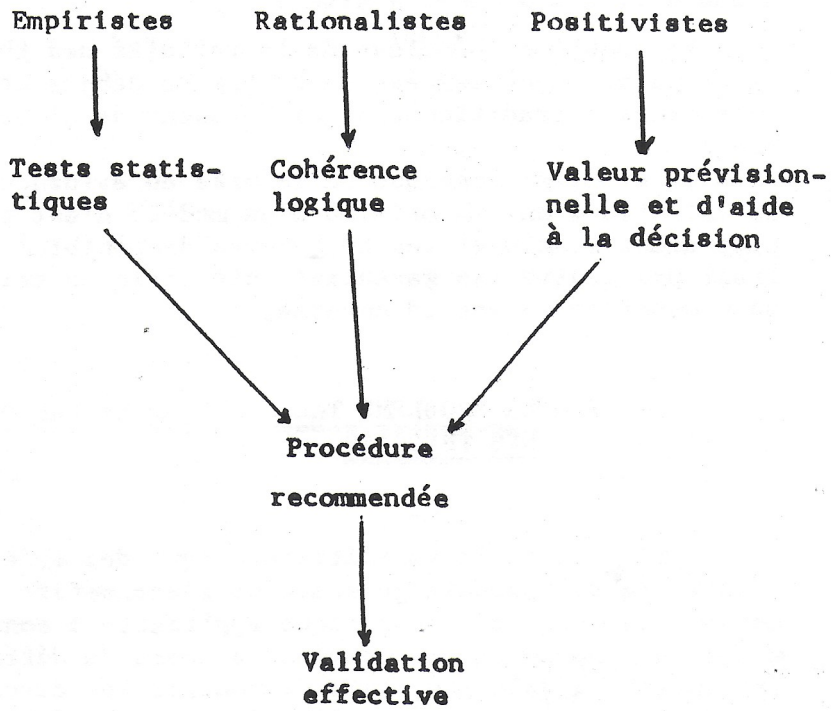 Empiristes Rationalistes Positivistes
Tests statis-
tiques
Cohérence
logique
Valeur prévision-
nelle et d'aide
à la décision
Procédure
recommendée
Validation
effective